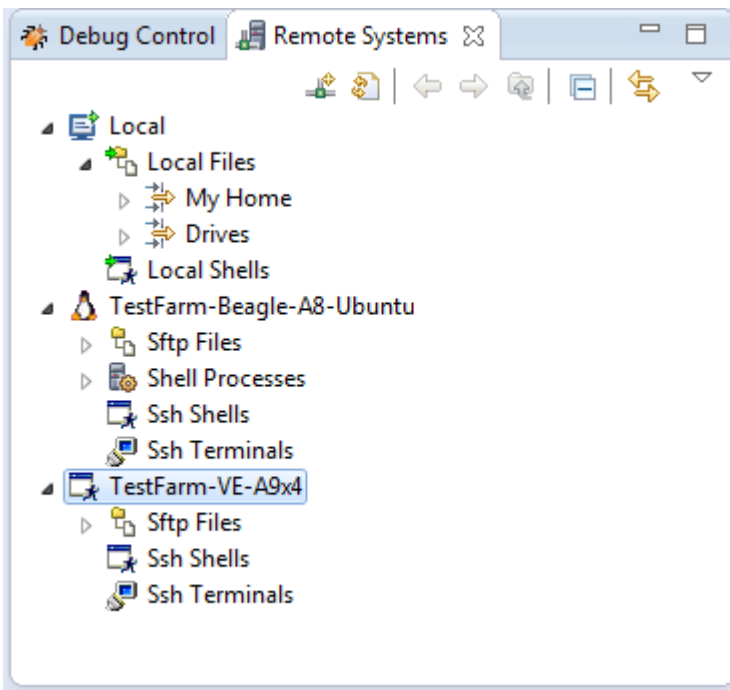 Debug Control Remote Systems
Local
Local Files
My Home
Drives
Local Shells
TestFarm-Beagle-A8-Ubuntu
Sftp Files
Shell Processes
Ssh Shells
Ssh Terminals
TestFarm-VE-A9x4
Sftp Files
Ssh Shells
Ssh Terminals